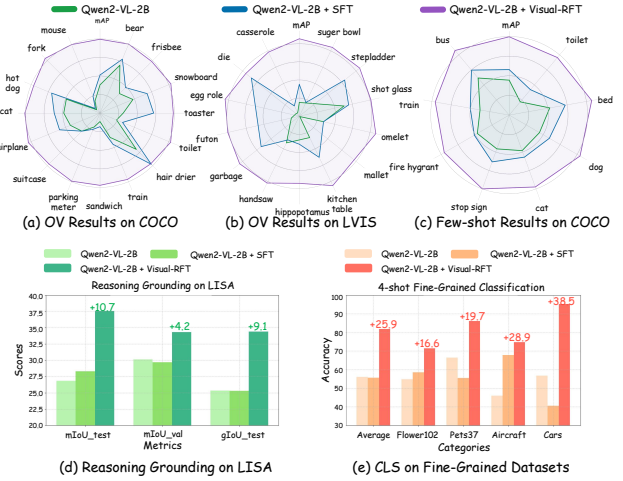 Qwen2-VL-2B
Qwen2-VL-2B + SFT
Qwen2-VL-2B + Visual-RFT
mAP
bear
frisbee
snowboard
toaster
toilet
hair drier
train
sandwich
parking
meter
suitcase
airplane
cat
hot
dog
fork
mouse
(a) OV Results on COCO
mAP
suger bowl
stepladder
shot glass
omelet
mallet
kitchen
table
hippopotamus
handsaw
garbage
futon
egg role
die
casserole
(b) OV Results on LVIS
mAP
toilet
bed
dog
cat
stop sign
fire hygrant
train
bus
(c) Few-shot Results on COCO
Qwen2-VL-2B
Qwen2-VL-2B + SFT
Qwen2-VL-2B + Visual-RFT
Reasoning Grounding on LISA
Scores
40.0
37.5
35.0
32.5
30.0
27.5
25.0
22.5
20.0
+10.7
+4.2
+9.1
mIoU_test
mIoU_val
gIoU_test
Metrics
(d) Reasoning Grounding on LISA
Qwen2-VL-2B
Qwen2-VL-2B + SFT
Qwen2-VL-2B + Visual-RFT
4-shot Fine-Grained Classification
Accuracy
100
90
80
70
60
50
40
30
+25.9
+16.6
+19.7
+28.9
+38.5
Average
Flower102
Pets37
Aircraft
Cars
Categories
(e) CLS on Fine-Grained Datasets